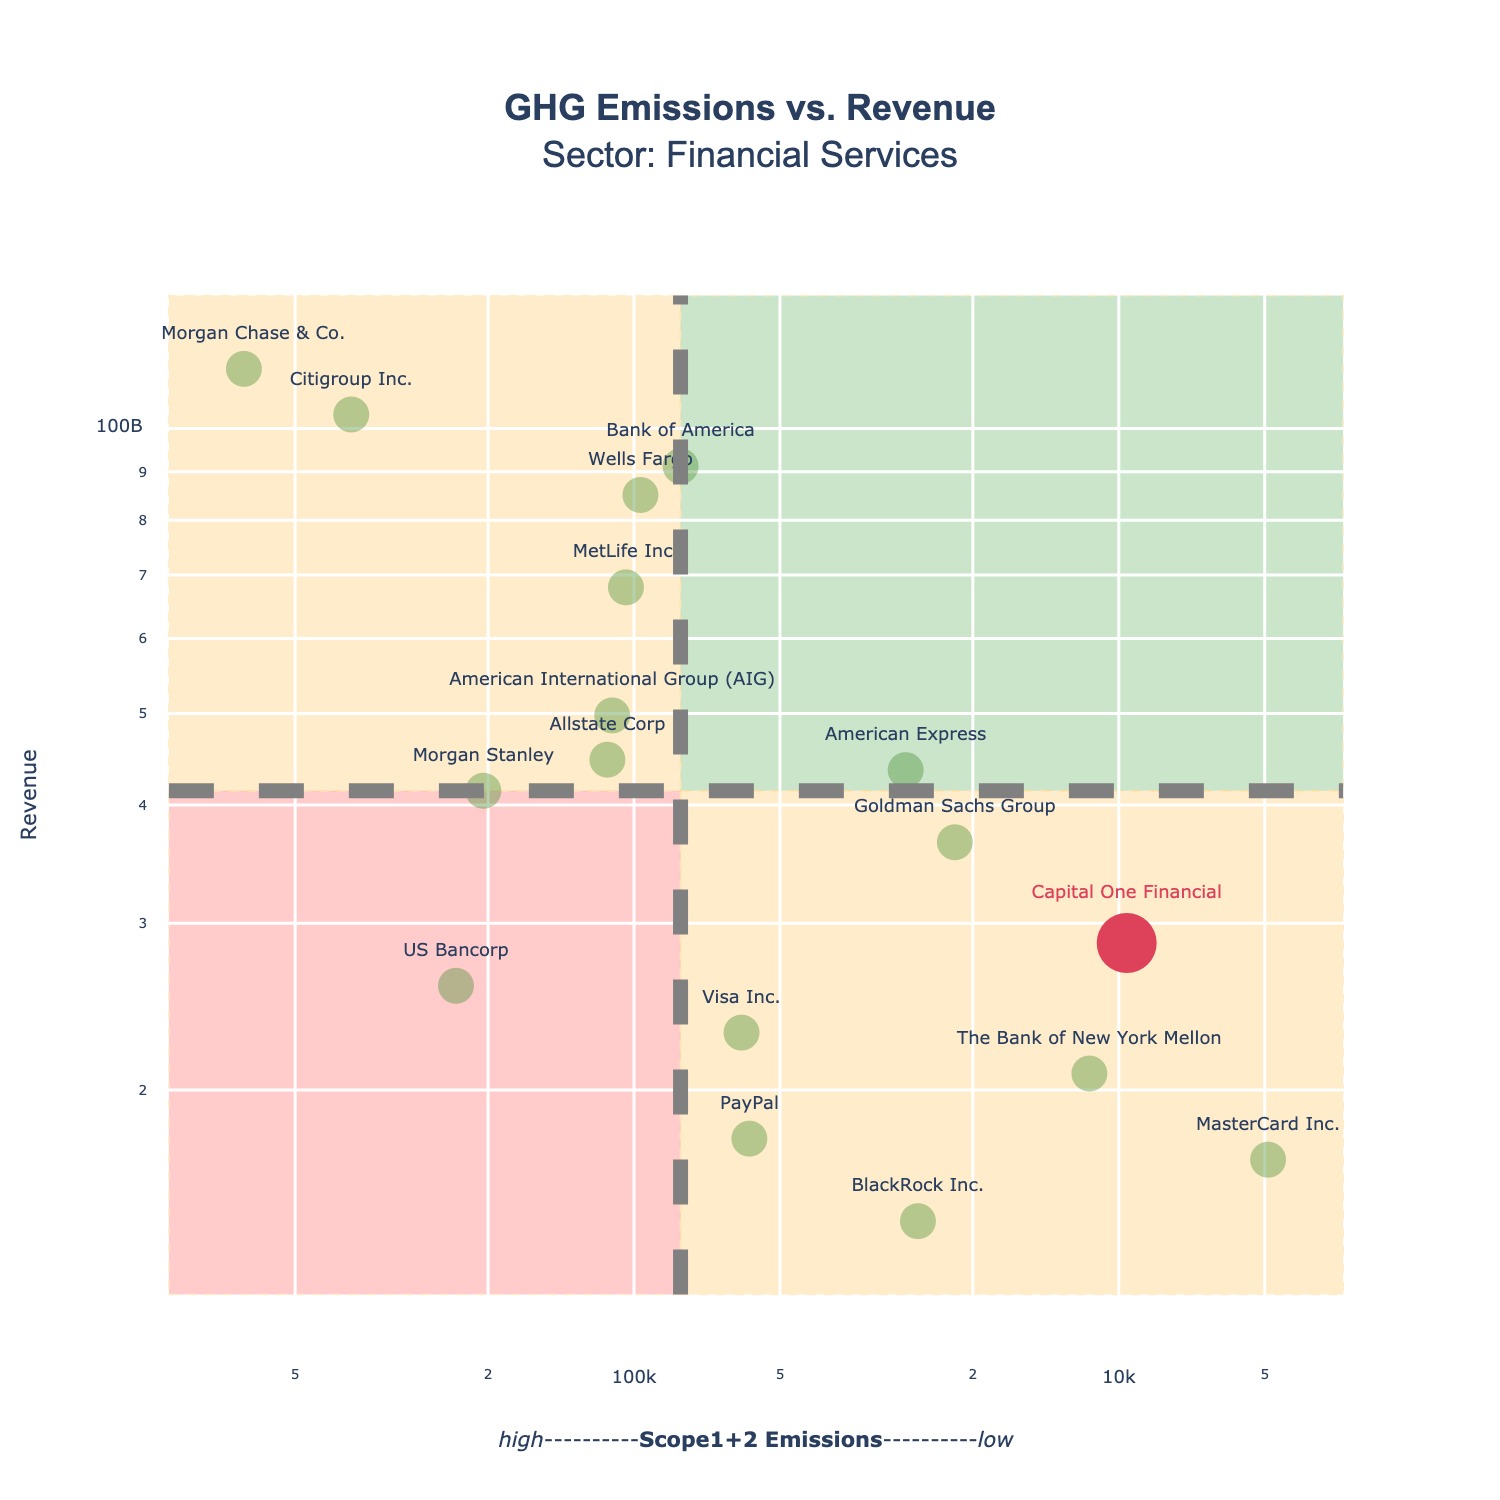 GHG Emissions vs. Revenue
Sector: Financial Services
Morgan Chase & Co.
Citigroup Inc.
100B
Bank of America
Wells Fargo
9
8
MetLife Inc
7
6
American International Group (AIG)
5
Allstate Corp
American Express
Morgan Stanley
Revenue
4
Goldman Sachs Group
Capital One Financial
3
US Bancorp
Visa Inc.
The Bank of New York Mellon
2
PayPal
MasterCard Inc.
BlackRock Inc.
5 2 100k 5 2 10k 5
high----------Scope1+2 Emissions----------low